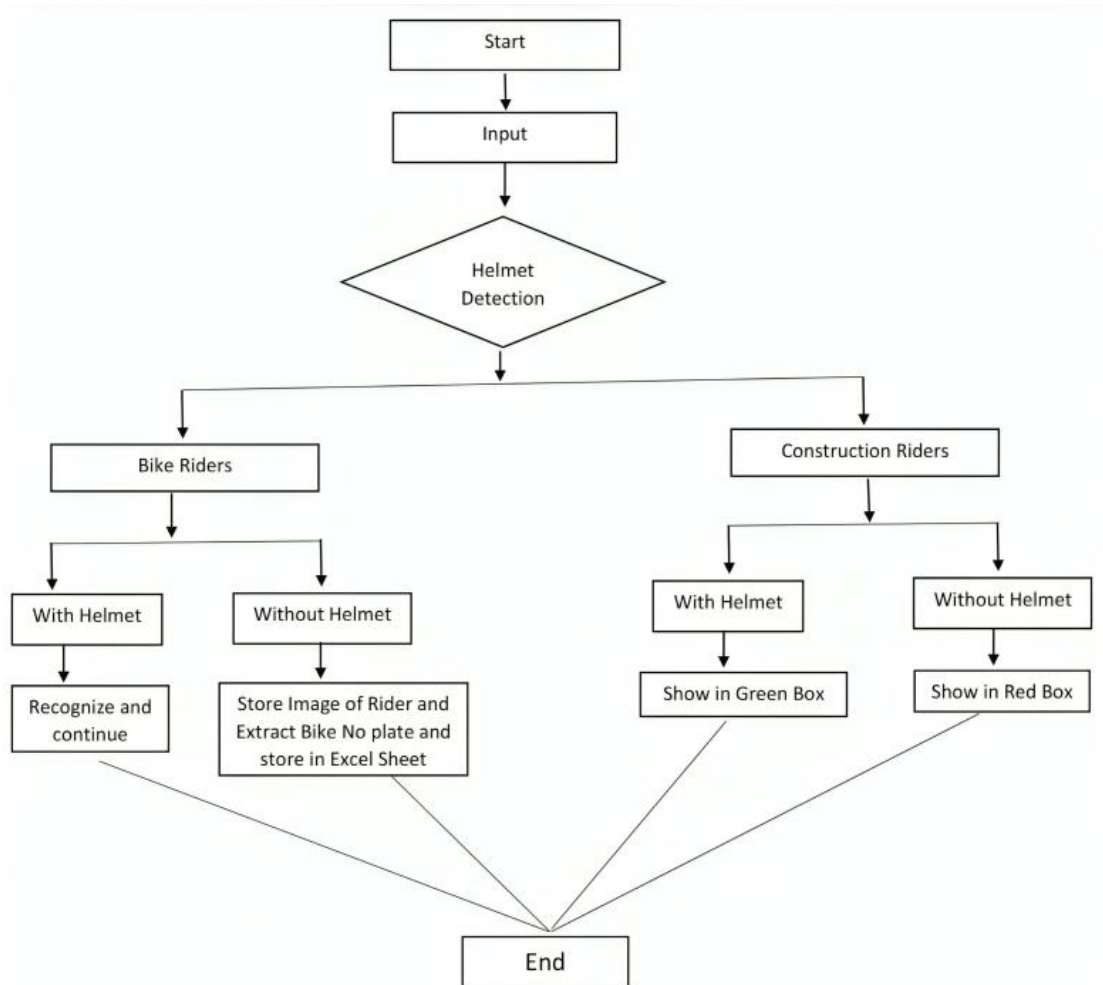 Start
Input
Helmet
Detection
Bike Riders
Construction Riders
With Helmet
Without Helmet
With Helmet
Without Helmet
Recognize and
continue
Store Image of Rider and
Extract Bike No plate and
store in Excel Sheet
Show in Green Box
Show in Red Box
End